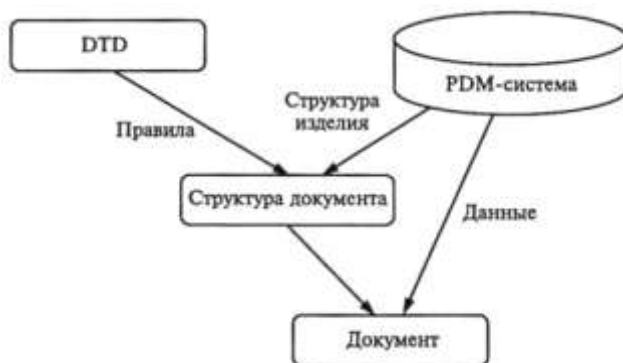 DTD
PDM-система
Структура
изделия
Правила
Структура документа
Данные
Документ